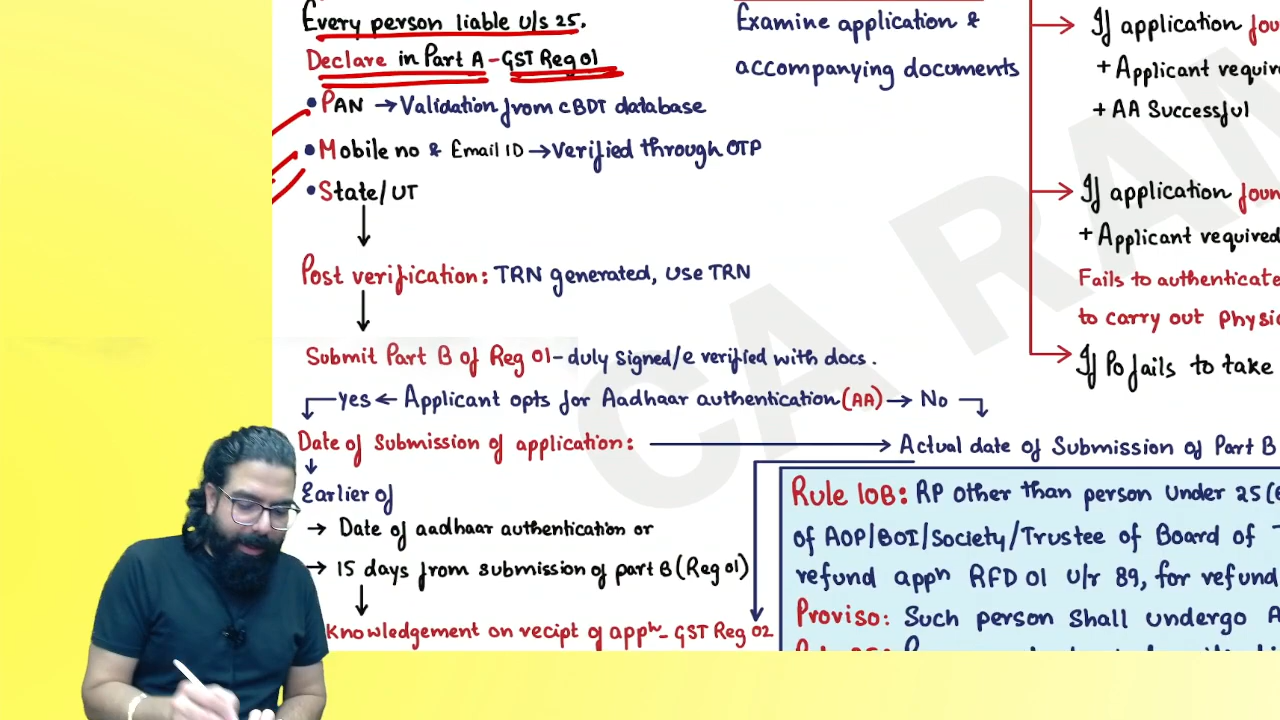 Every person liable U/s 25.
Declare in Part A-GST Reg 01
•PAN →Validation from CBDT database
•Mobile no & Email ID →Verified through OTP
•State/UT
Post verification: TRN generated, Use TRN
Submit Part B of Reg 01-duly signed/e verified with docs.
Yes ← Applicant opts for Aadhaar authentication(AA) → No
Date of Submission of application:
Actual date of Submission of Part B
Earlier of
→ Date of aadhaar authentication or
→ 15 days from submission of part B(Reg 01)
knowledgement on recipt of appⁿ- GST Reg 02
Examine application &
accompanying documents
If application
+ Applicant
+ AA Successful
If application
+ Applicant required
Fails to authenticate
to carry out
If Po fails to take
Rule 10B: RP other than person Under 25(
of AOP/BOI/Society/Trustee of Board of
refund appⁿ RFD 01 U/r 89, for refund
Proviso: Such person Shall undergo A
CA RAM